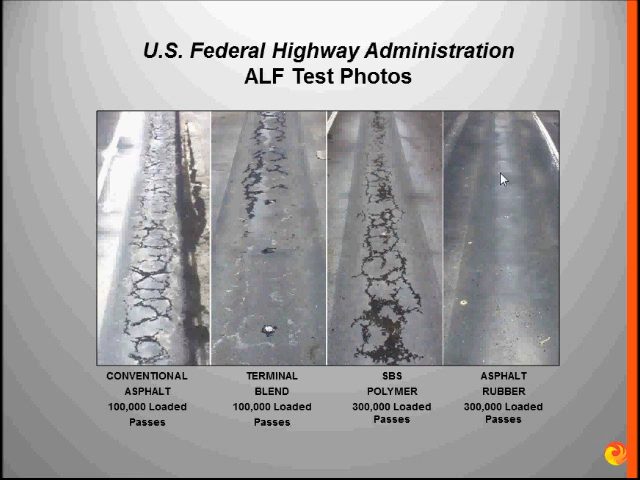 U.S. Federal Highway Administration
ALF Test Photos
CONVENTIONAL
ASPHALT
100,000 Loaded
Passes
TERMINAL
BLEND
100,000 Loaded
Passes
SBS
POLYMER
300,000 Loaded
Passes
ASPHALT
RUBBER
300,000 Loaded
Passes